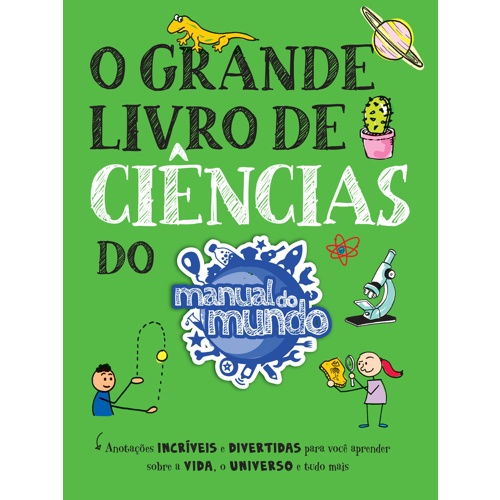 O GRANDE
LIVRO DE
CIÊNCIAS
DO
manual do
mundo
Anotações INCRÍVEIS e DIVERTIDAS para você aprender
sobre a VIDA, o UNIVERSO e tudo mais